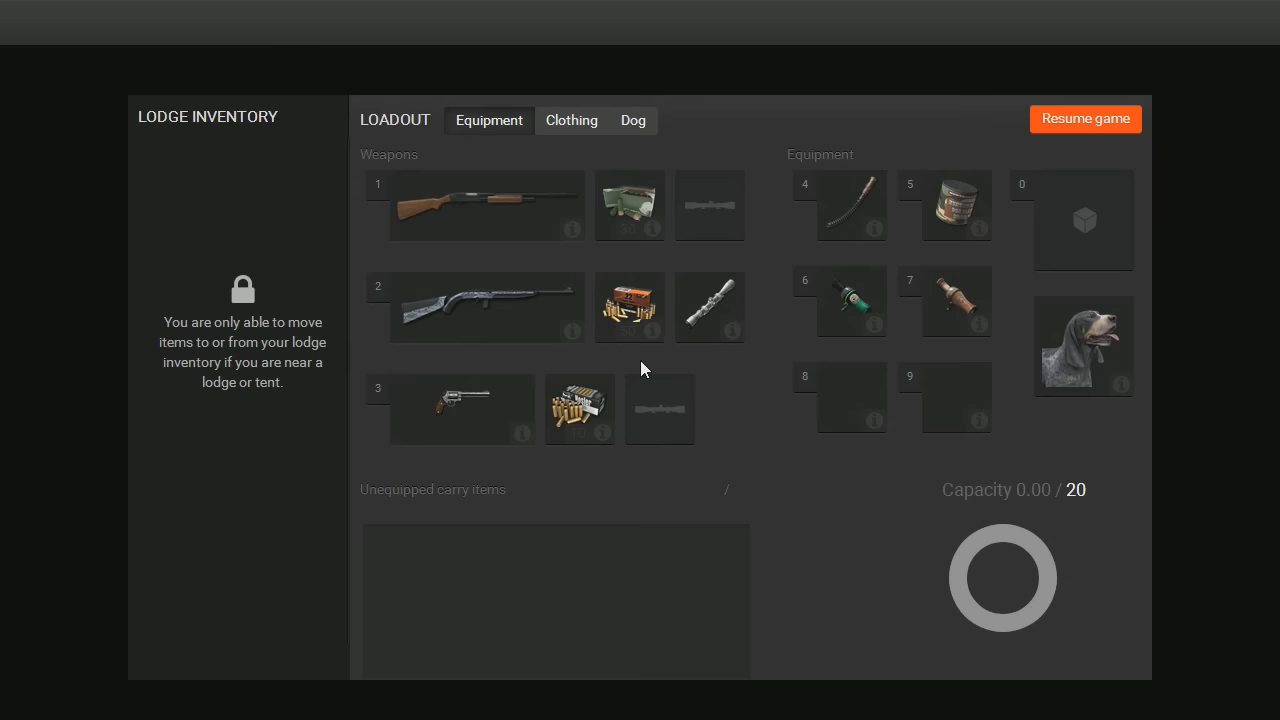 LODGE INVENTORY
You are only able to move
items to or from your lodge
inventory if you are near a
lodge or tent.
LOADOUT Equipment Clothing Dog
Resume game
Weapons
1
30
2
50
3
Equipment
4 5 0
6 7
8 9
Unequipped carry items /
Capacity 0.00 / 20